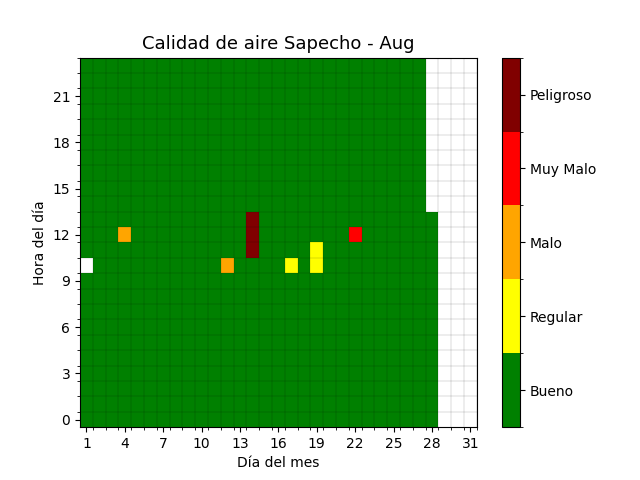 Calidad de aire Sapecho - Aug
21
18
15
12
9
6
3
0
Hora del día
1 4 7 10 13 16 19 22 25 28 31
Día del mes
Peligroso
Muy Malo
Malo
Regular
Bueno